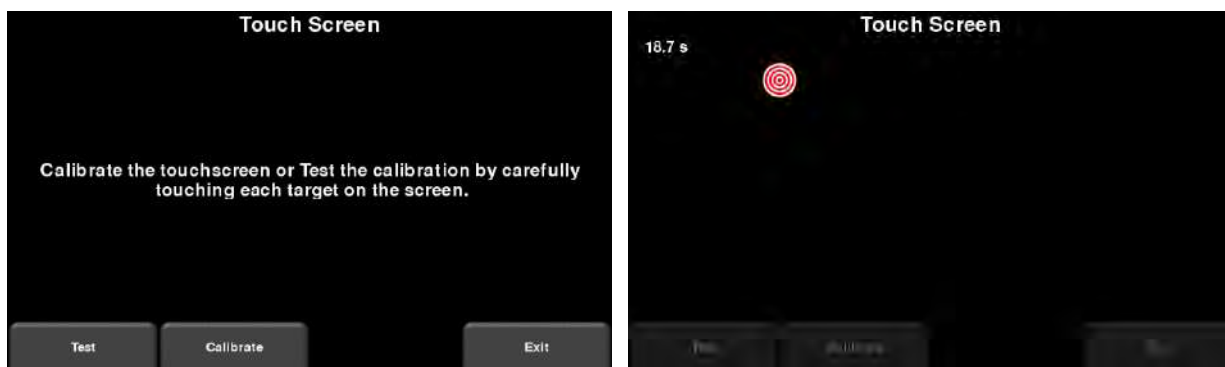 Touch Screen
Calibrate the touchscreen or Test the calibration by carefully
touching each target on the screen.
Test
Calibrate
Exit
Touch Screen
18.7 s